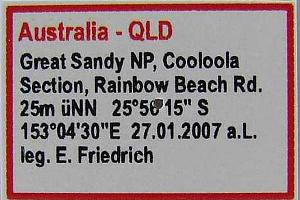 Australia - QLD
Great Sandy NP, Cooloola
Section, Rainbow Beach Rd.
25m üNN 25°56'15" S
153°04'30"E 27.01.2007 a.L.
leg. E. Friedrich